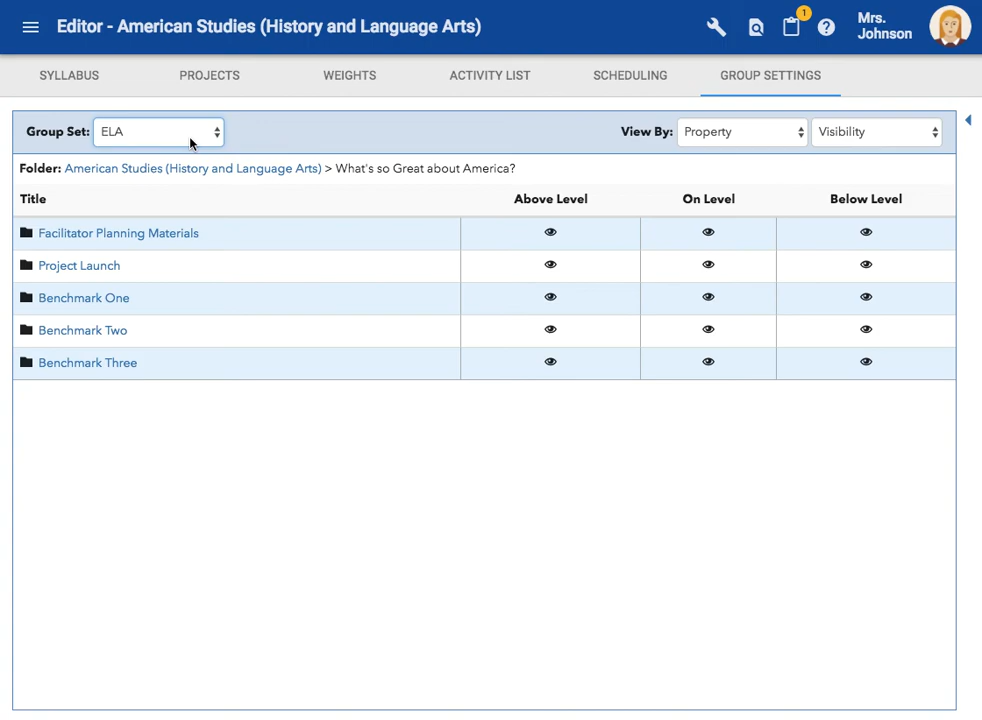 Editor - American Studies (History and Language Arts)
1
Mrs. Johnson
SYLLABUS PROJECTS WEIGHTS ACTIVITY LIST SCHEDULING GROUP SETTINGS
Group Set: ELA View By: Property Visibility
Folder: American Studies (History and Language Arts) > What's so Great about America?
Title Above Level On Level Below Level
Facilitator Planning Materials
Project Launch
Benchmark One
Benchmark Two
Benchmark Three